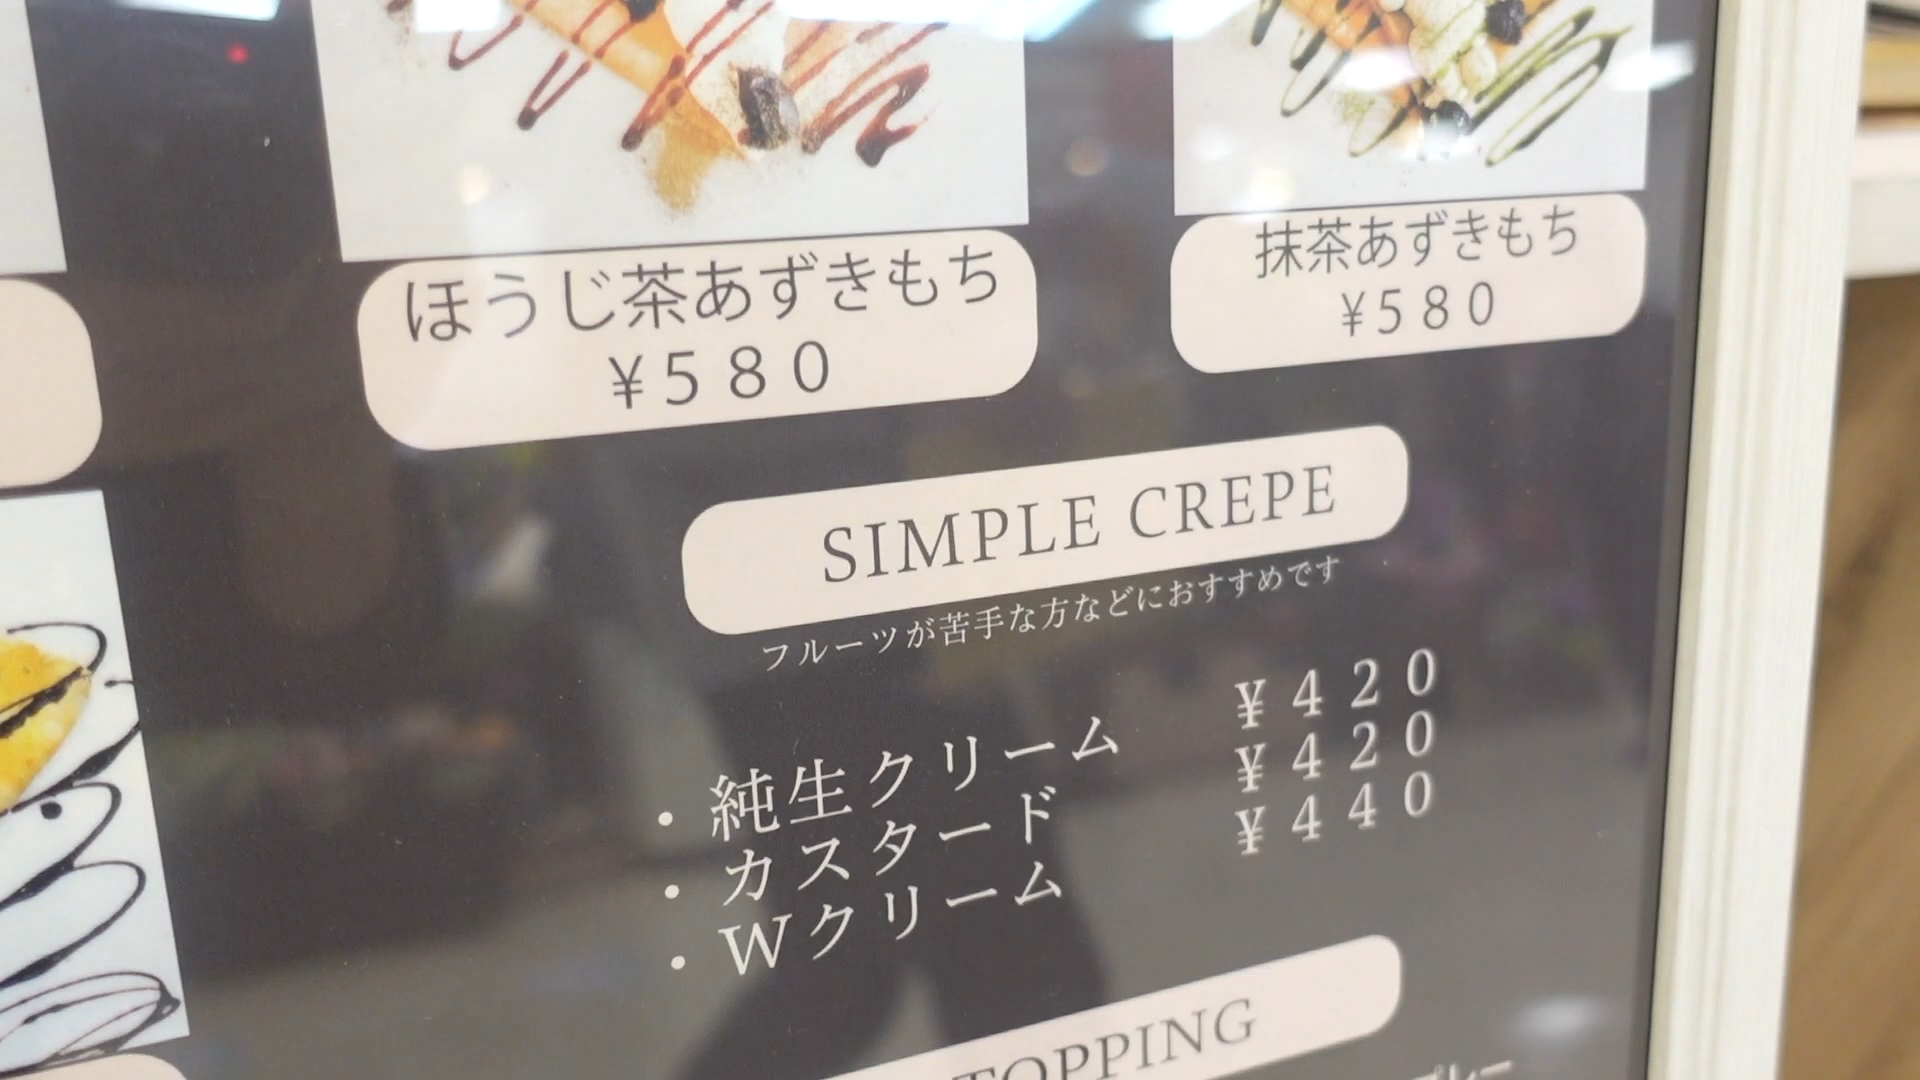 ほうじ茶あずきもち
¥580
抹茶あずきもち
¥580
SIMPLE CREPE
フルーツが苦手な方などにおすすめです
・純生クリーム ¥420
・カスタード ¥420
・Wクリーム ¥440
TOPPING